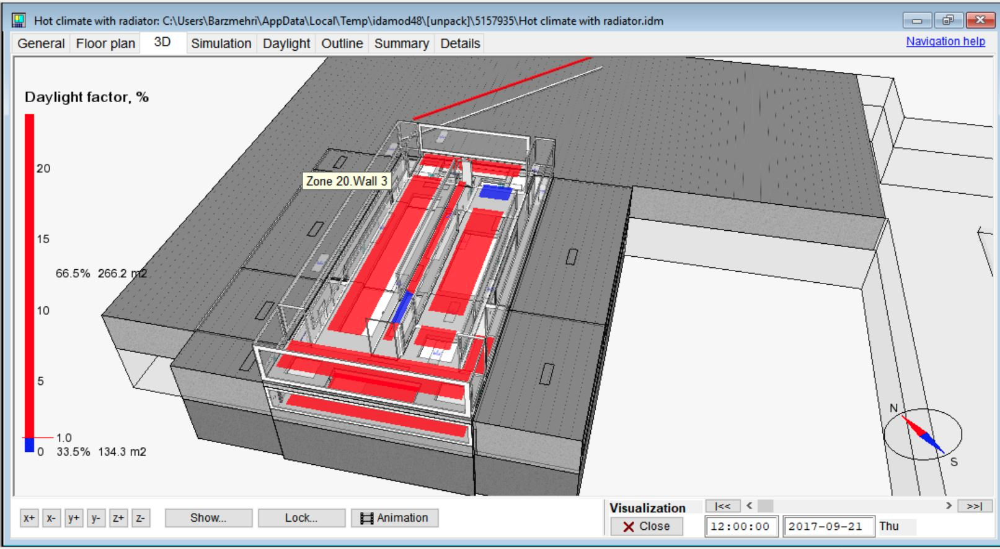 Hot climate with radiator: C:\Users\Barzmehri\AppData\Local\Temp\idamod48\[unpack]\5157935\Hot climate with radiator.idm
General Floor plan 3D Simulation Daylight Outline Summary Details Navigation help
Daylight factor, %
20
Zone 20.Wall 3
15
66.5% 266.2 m2
10
5
1.0
0 33.5% 134.3 m2
N
S
x+ x- y+ y- z+ z- Show... Lock... Animation
Visualization |<< < > >>|
Close 12:00:00 2017-09-21 Thu